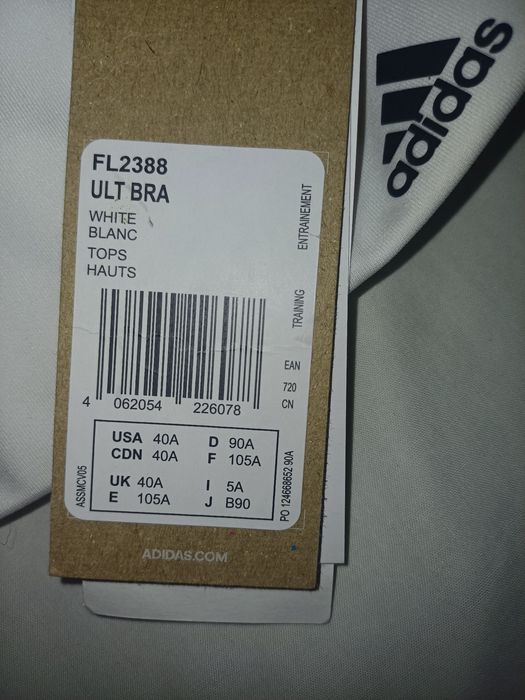 adidas
FL2388
ULT BRA
WHITE
BLANC
TOPS
HAUTS
TRAINING ENTRAINEMENT
EAN
720
CN
4 062054 226078
USA 40A D 90A
CDN 40A F 105A
UK 40A I 5A
E 105A J B90
ASSMCV05
PO 124668652 90A
ADIDAS.COM